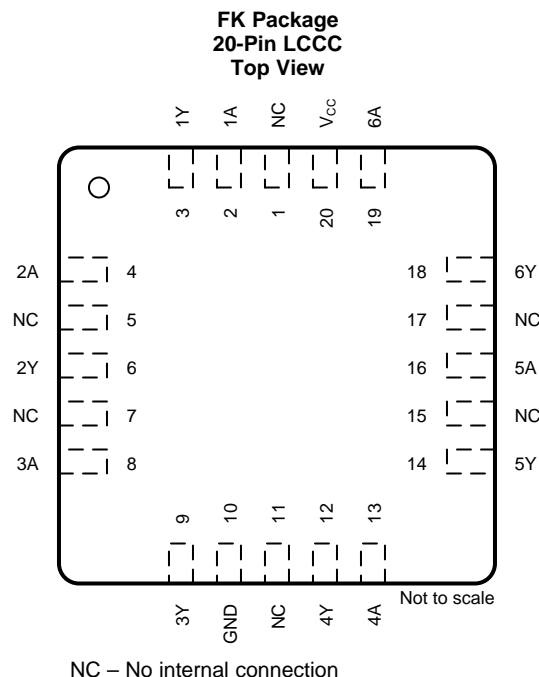 FK Package
20-Pin LCCC
Top View
1Y
1A
NC
VCC
6A
3
2
1
20
19
2A 4
NC 5
2Y 6
NC 7
3A 8
18 6Y
17 NC
16 5A
15 NC
14 5Y
9
10
11
12
13
3Y
GND
NC
4Y
4A
Not to scale
NC – No internal connection